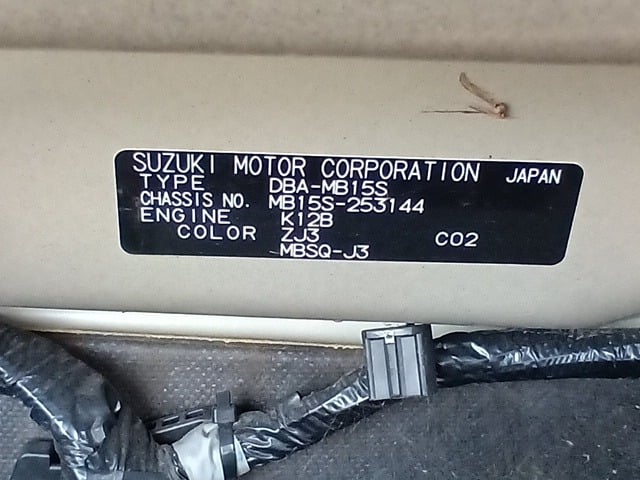 SUZUKI MOTOR CORPORATION JAPAN
TYPE DBA-MB15S
CHASSIS NO. MB15S-253144
ENGINE K12B
COLOR ZJ3 C02
MBSQ-J3